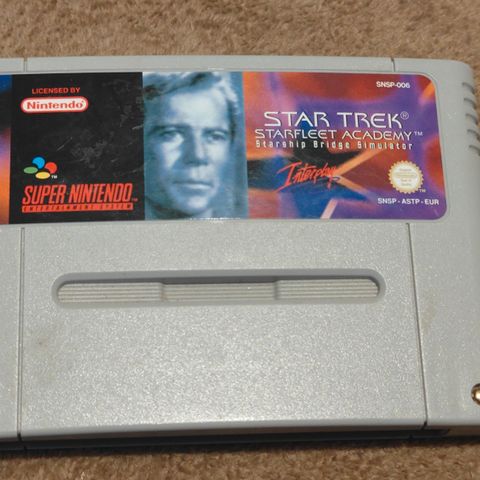 LICENSED BY
Nintendo
SUPER NINTENDO
ENTERTAINMENT SYSTEM
SNSP-006
STAR TREK®
STARFLEET ACADEMY™
Starship Bridge Simulator
Interplay
SNSP - ASTP - EUR